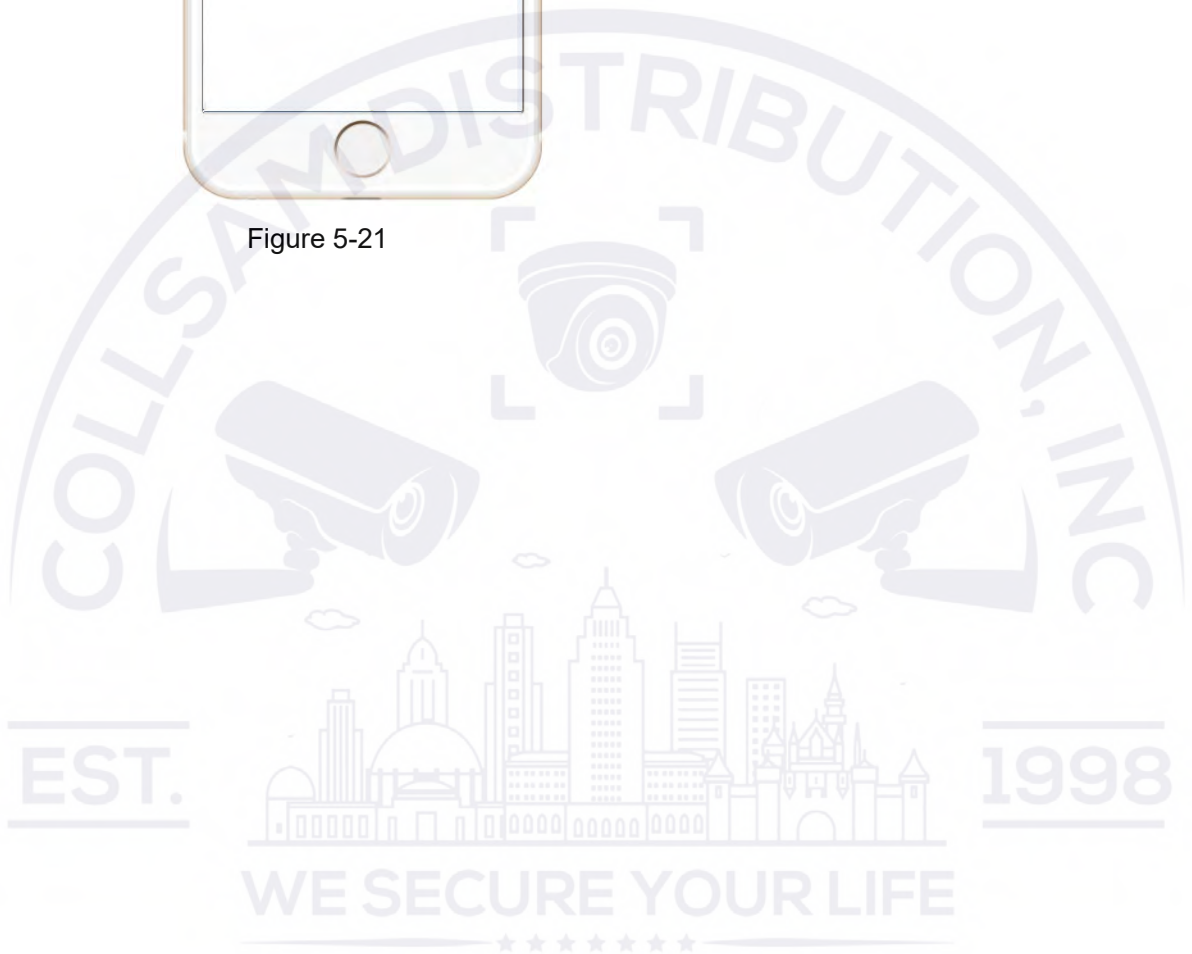 COLLSAM DISTRIBUTION, INC
Figure 5-21
EST.
1998
WE SECURE YOUR LIFE